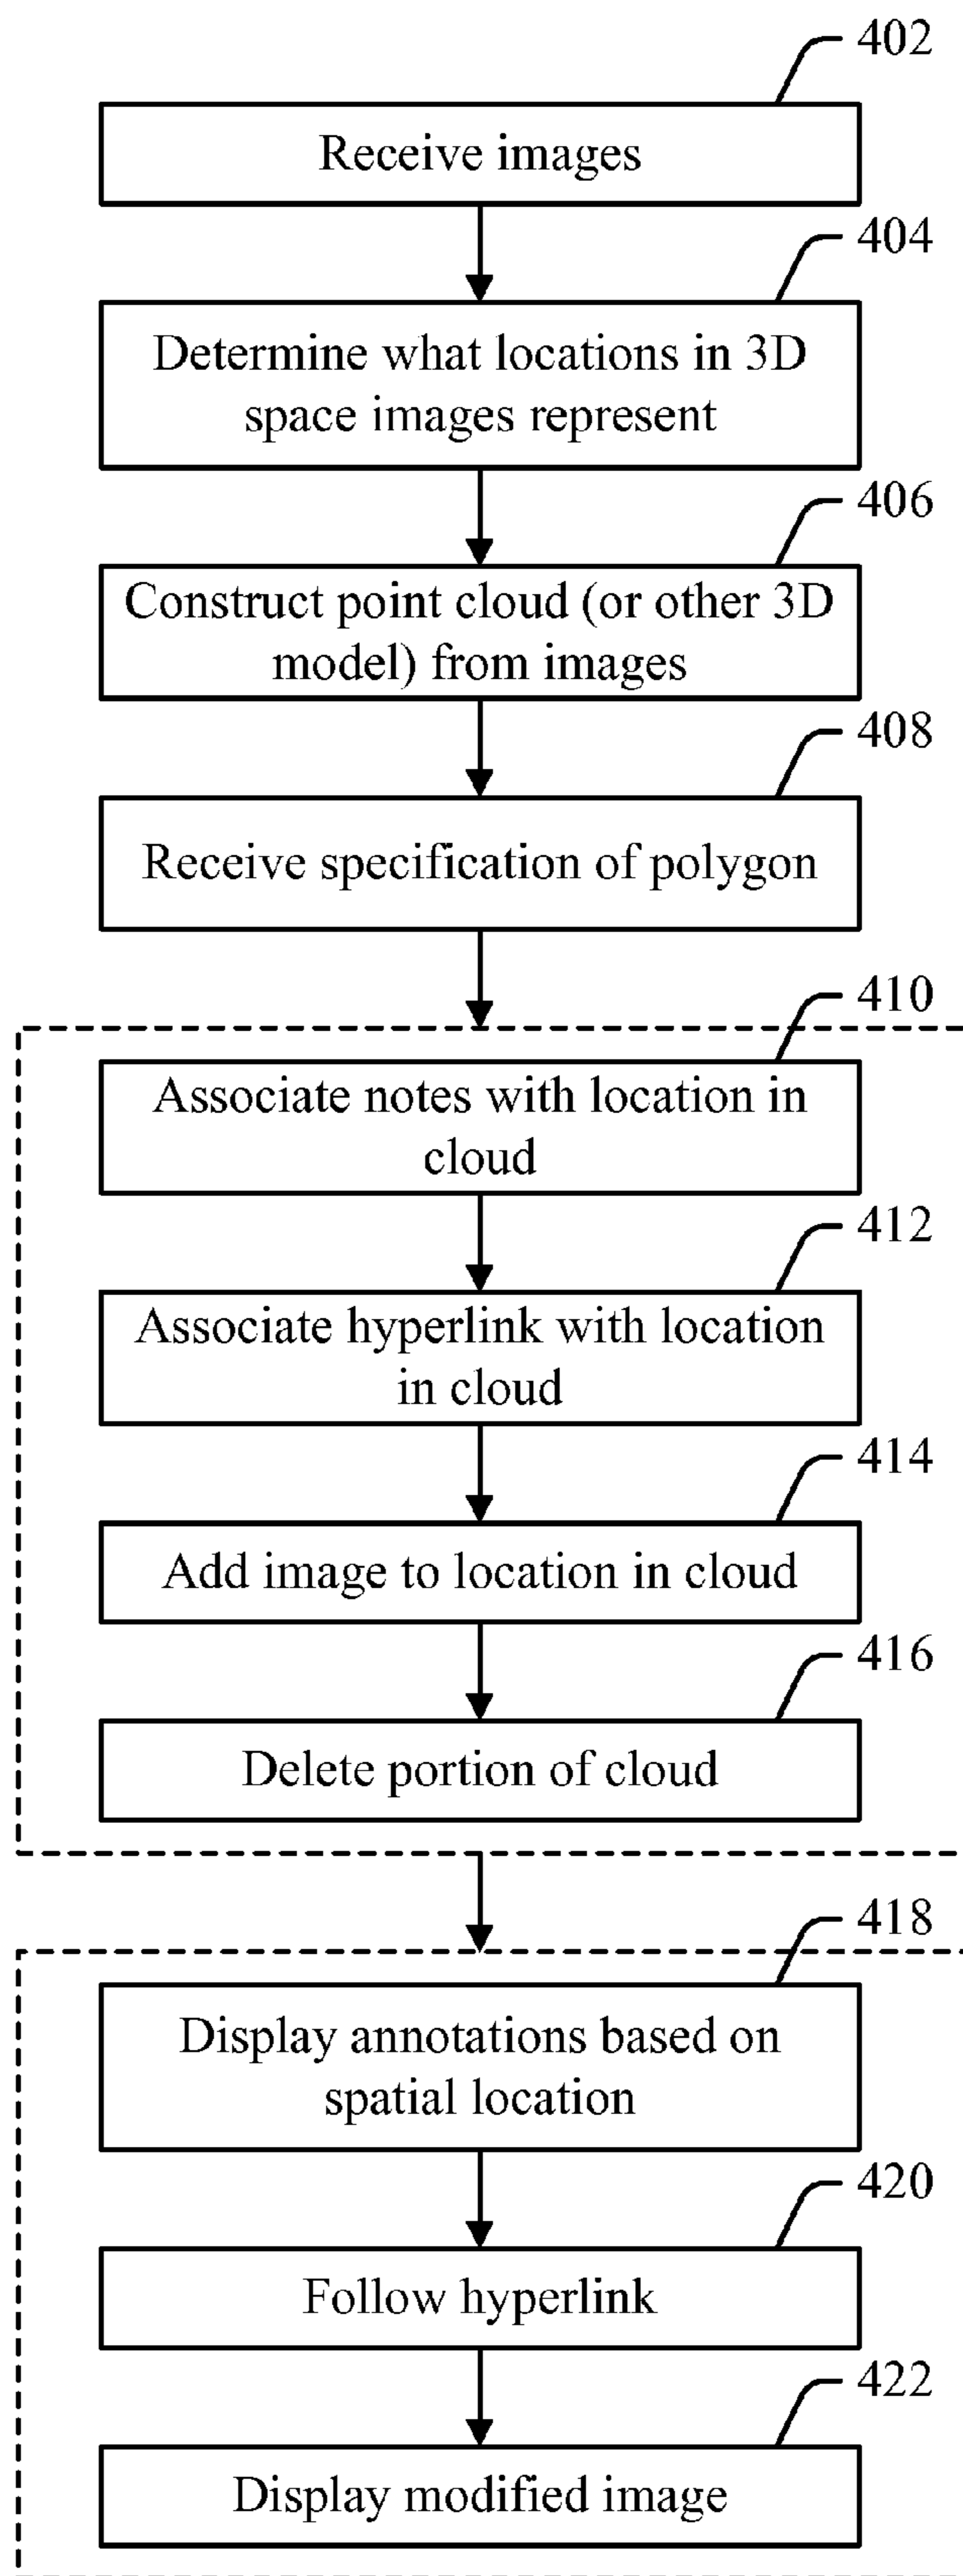 402
Receive images
404
Determine what locations in 3D
space images represent
406
Construct point cloud (or other 3D
model) from images
408
Receive specification of polygon
410
Associate notes with location in
cloud
412
Associate hyperlink with location
in cloud
414
Add image to location in cloud
416
Delete portion of cloud
418
Display annotations based on
spatial location
420
Follow hyperlink
422
Display modified image